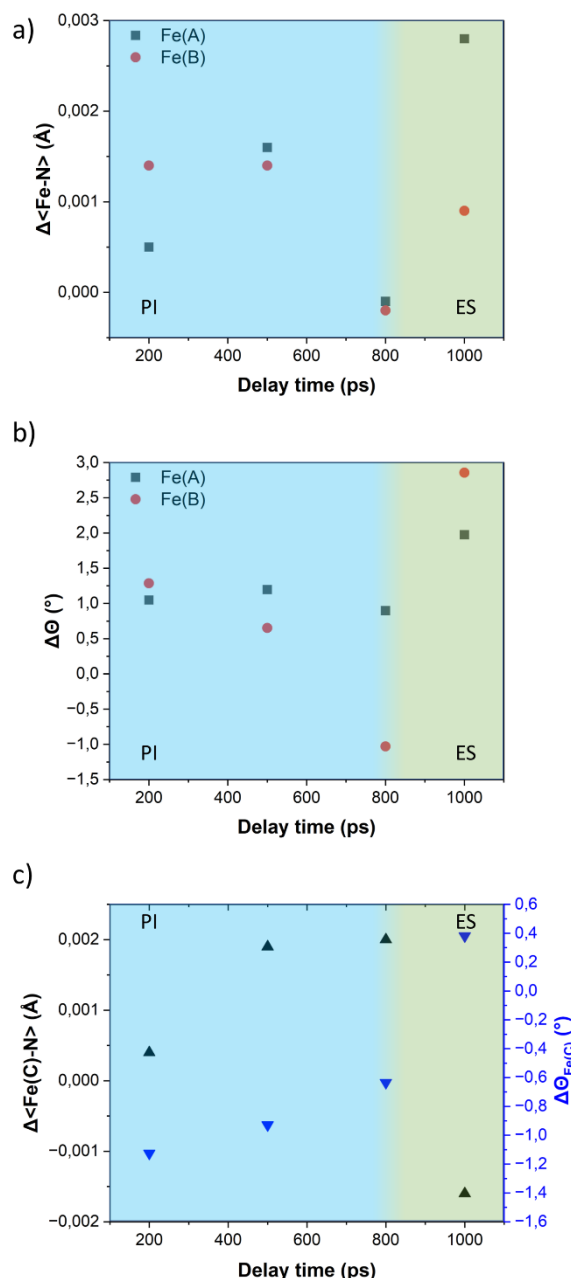 a)
Δ<Fe-N> (Å)
0,003
0,002
0,001
0,000
Fe(A)
Fe(B)
PI
ES
200 400 600 800 1000
Delay time (ps)
b)
ΔΘ (°)
3,0
2,5
2,0
1,5
1,0
0,5
0,0
−0,5
−1,0
−1,5
Fe(A)
Fe(B)
PI
ES
200 400 600 800 1000
Delay time (ps)
c)
Δ<Fe(C)-N> (Å)
0,002
0,001
0,000
−0,001
−0,002
PI
ES
0,6
0,4
0,2
0,0
−0,2
−0,4
−0,6
−0,8
−1,0
−1,2
−1,4
−1,6
ΔΘFe(C) (°)
200 400 600 800 1000
Delay time (ps)